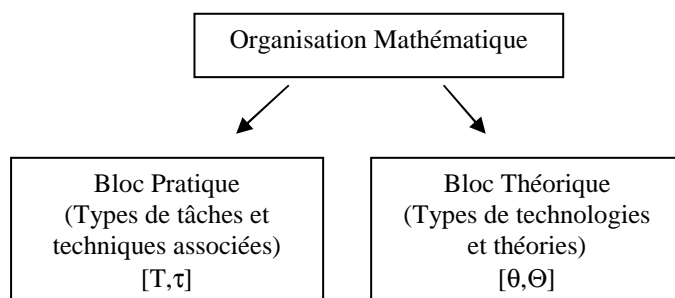 Organisation Mathématique
Bloc Pratique
(Types de tâches et
techniques associées)
[T,τ]
Bloc Théorique
(Types de technologies
et théories)
[θ,Θ]